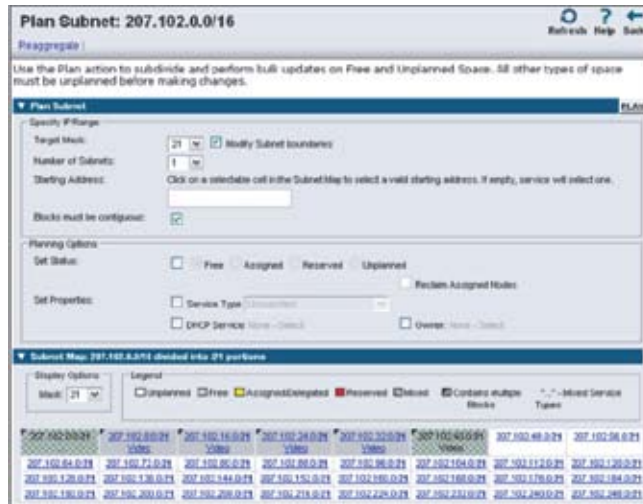 Plan Subnet: 207.102.0.0/16
Refresh Help Back
Reaggregate |
Use the Plan action to subdivide and perform bulk updates on Free and Unplanned Space. All other types of space
must be unplanned before making changes.
Plan Subnet
PLAN
Specify IP Range
Target Mask: 21 Modify Subnet boundaries
Number of Subnets: 1
Starting Address: Click on a selectable cell in the Subnet Map to select a valid starting address. If empty, service will select one.
Blocks must be contiguous:
Planning Options
Set Status: Free Assigned Reserved Unplanned
Reclaim Assigned Nodes
Set Properties: Service Type
DHCP Service: None - Select Owner: None - Select
Subnet Map: 207.102.0.0/16 divided into /21 portions
Display Options Legend
Mask: 21 Unplanned Free Assigned/Delegated Reserved Mixed Contains multiple Blocks "..." - Mixed Service Types
207.102.0.0/21 207.102.8.0/21 207.102.16.0/21 207.102.24.0/21 207.102.32.0/21 207.102.40.0/21 207.102.48.0/21 207.102.56.0/21
Video Video Video Video Video
207.102.64.0/21 207.102.72.0/21 207.102.80.0/21 207.102.88.0/21 207.102.96.0/21 207.102.104.0/21 207.102.112.0/21 207.102.120.0/21
207.102.128.0/21 207.102.136.0/21 207.102.144.0/21 207.102.152.0/21 207.102.160.0/21 207.102.168.0/21 207.102.176.0/21 207.102.184.0/21
207.102.192.0/21 207.102.200.0/21 207.102.208.0/21 207.102.216.0/21 207.102.224.0/21 207.102.232.0/21 207.102.240.0/21